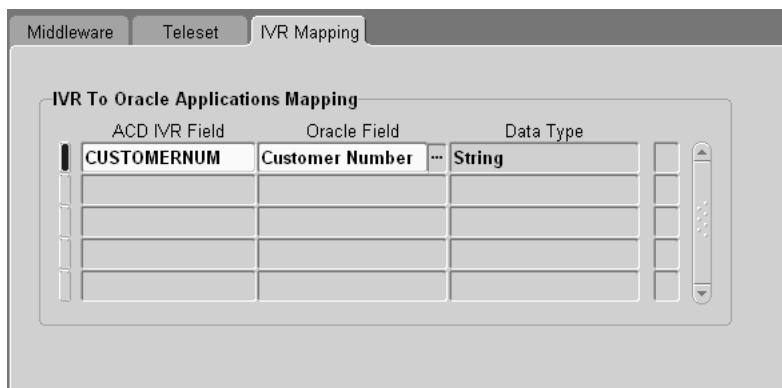 Middleware Teleset IVR Mapping
IVR To Oracle Applications Mapping
ACD IVR Field Oracle Field Data Type
CUSTOMERNUM Customer Number ... String